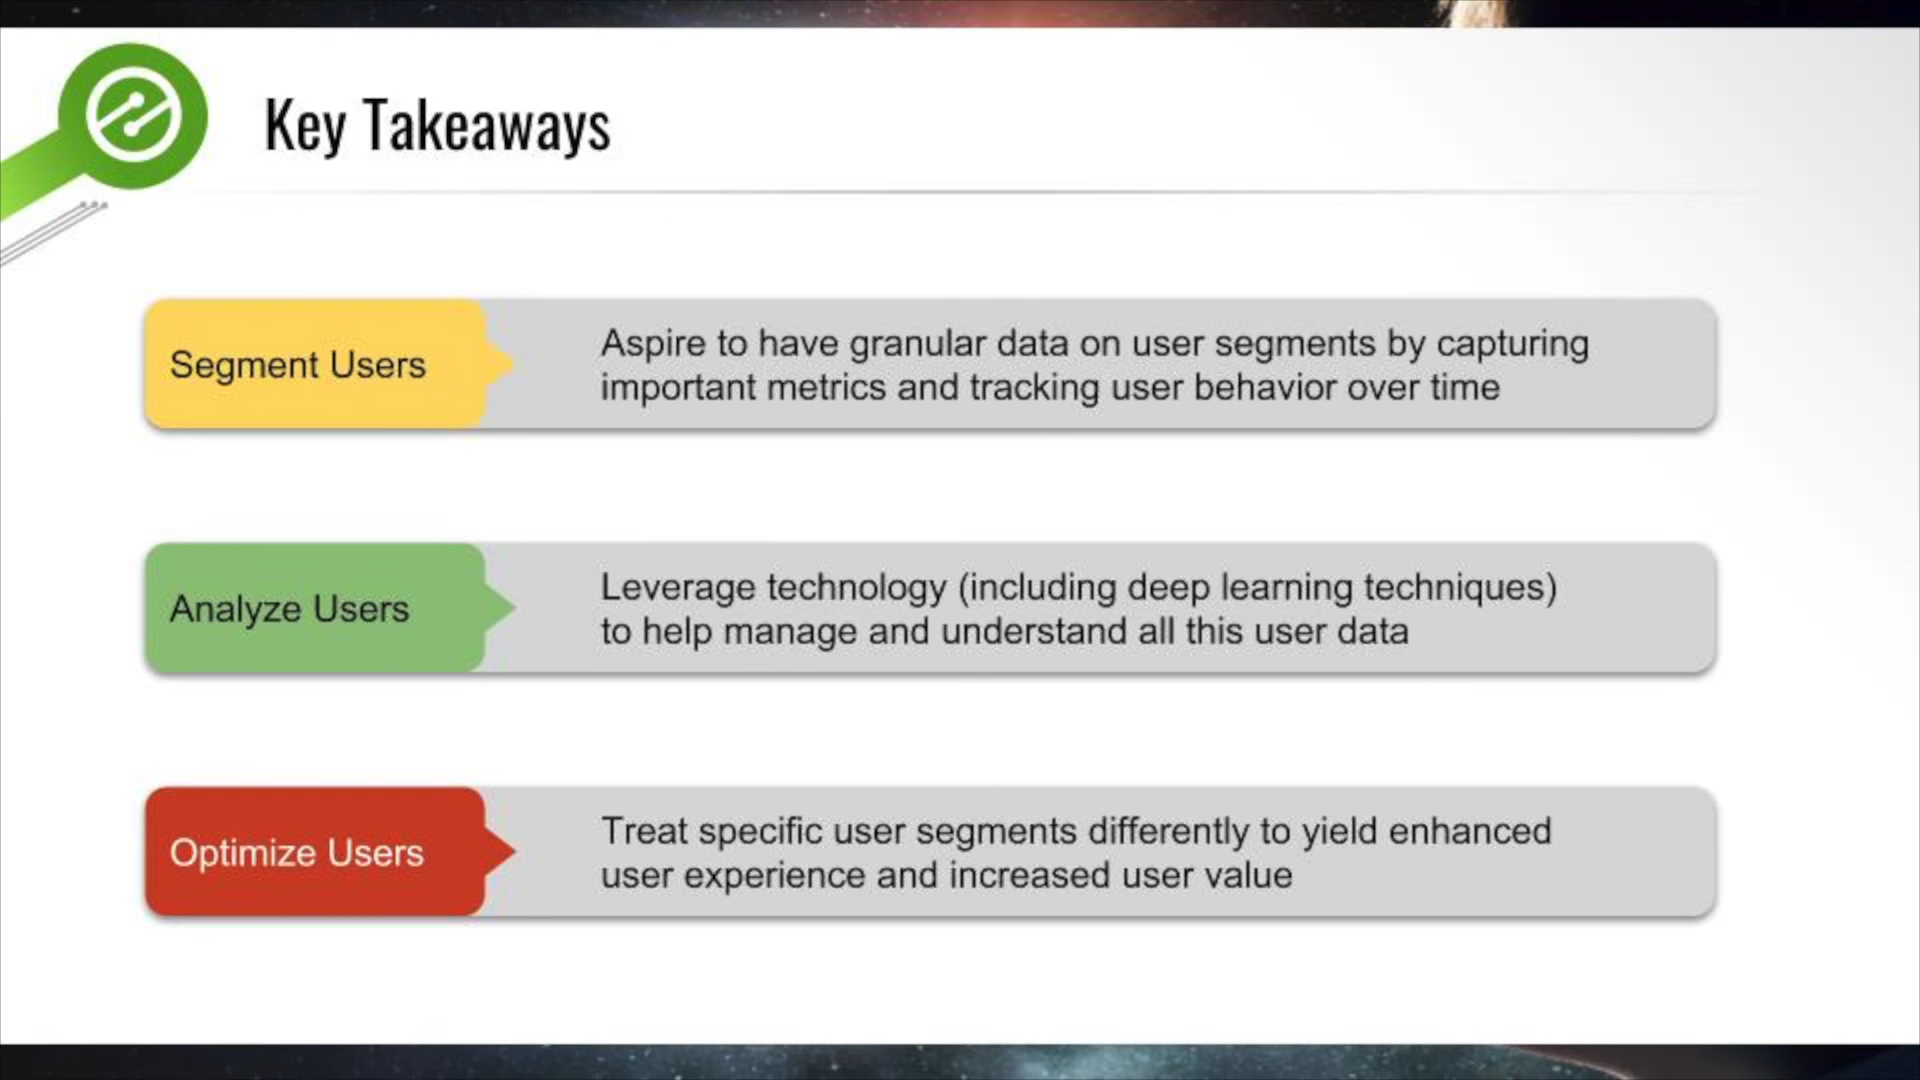 Key Takeaways
Segment Users
Aspire to have granular data on user segments by capturing
important metrics and tracking user behavior over time
Analyze Users
Leverage technology (including deep learning techniques)
to help manage and understand all this user data
Optimize Users
Treat specific user segments differently to yield enhanced
user experience and increased user value